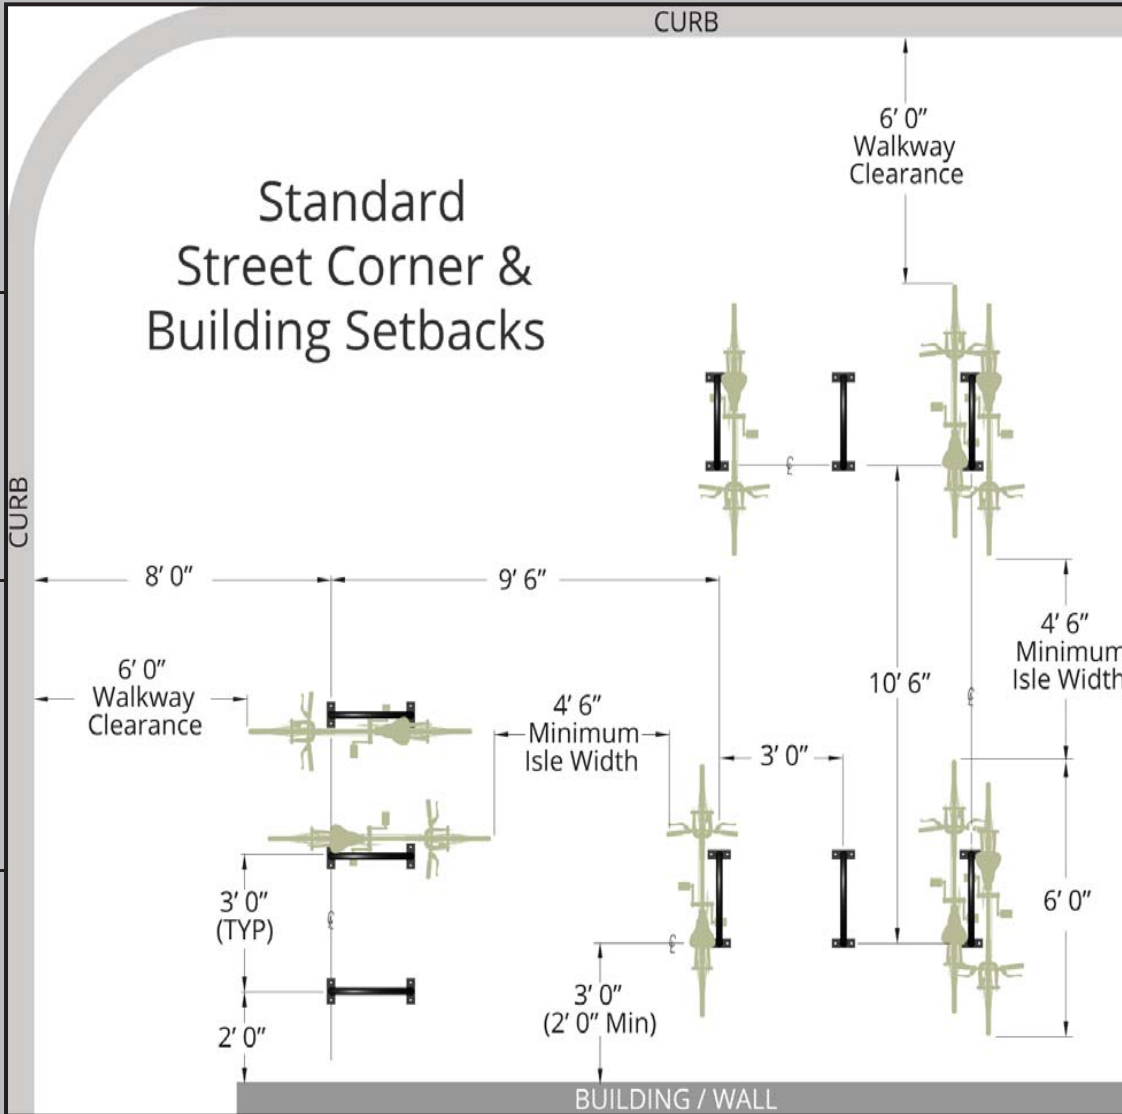 CURB
6’ 0”
Walkway
Clearance
Standard
Street Corner &
Building Setbacks
CURB
8’ 0”
9’ 6”
4’ 6”
Minimum
Isle Width
6’ 0”
Walkway
Clearance
10’ 6”
4’ 6”
Minimum
Isle Width
3’ 0”
3’ 0”
(TYP)
6’ 0”
3’ 0”
(2’ 0” Min)
2’ 0”
BUILDING / WALL